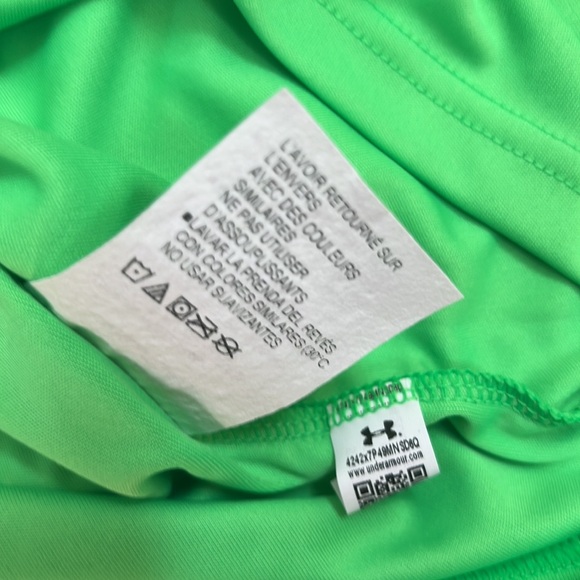 L'AVOIR RETOURNÉ SUR
L'ENVERS
AVEC DES COULEURS
SIMILAIRES
NE PAS UTILISER
D'ASSOUPLISSANTS
■LAVAR LA PRENDA DEL REVÉS
CON COLORES SIMILARES (30°C
NO USAR SUAVIZANTES
4242x7P49MNSD6Q
www.underarmour.com